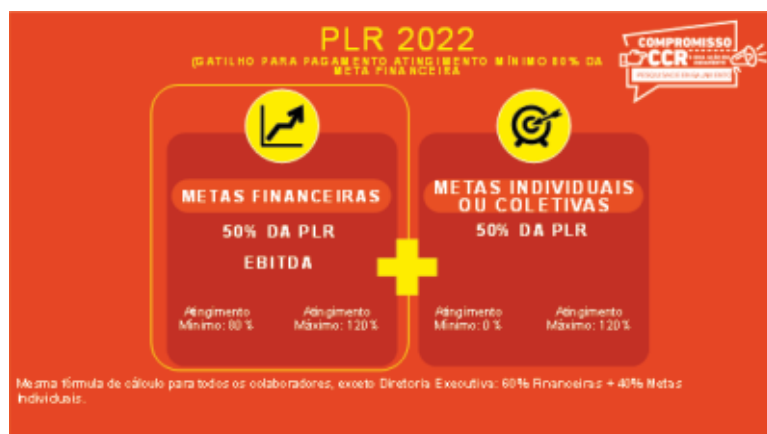 PLR 2022
(GATILHO PARA PAGAMENTO ATINGIMENTO MÍNIMO 80% DA
META FINANCEIRA
COMPROMISSO
CCR
METAS FINANCEIRAS
50% DA PLR
EBITDA
Atingimento
Mínimo: 80%
Atingimento
Máximo: 120%
METAS INDIVIDUAIS
OU COLETIVAS
50% DA PLR
Atingimento
Mínimo: 0%
Atingimento
Máximo: 120%
Mesma fórmula de cálculo para todos os colaboradores, exceto Diretoria Executiva: 60% Financeiras + 40% Metas
Individuais.